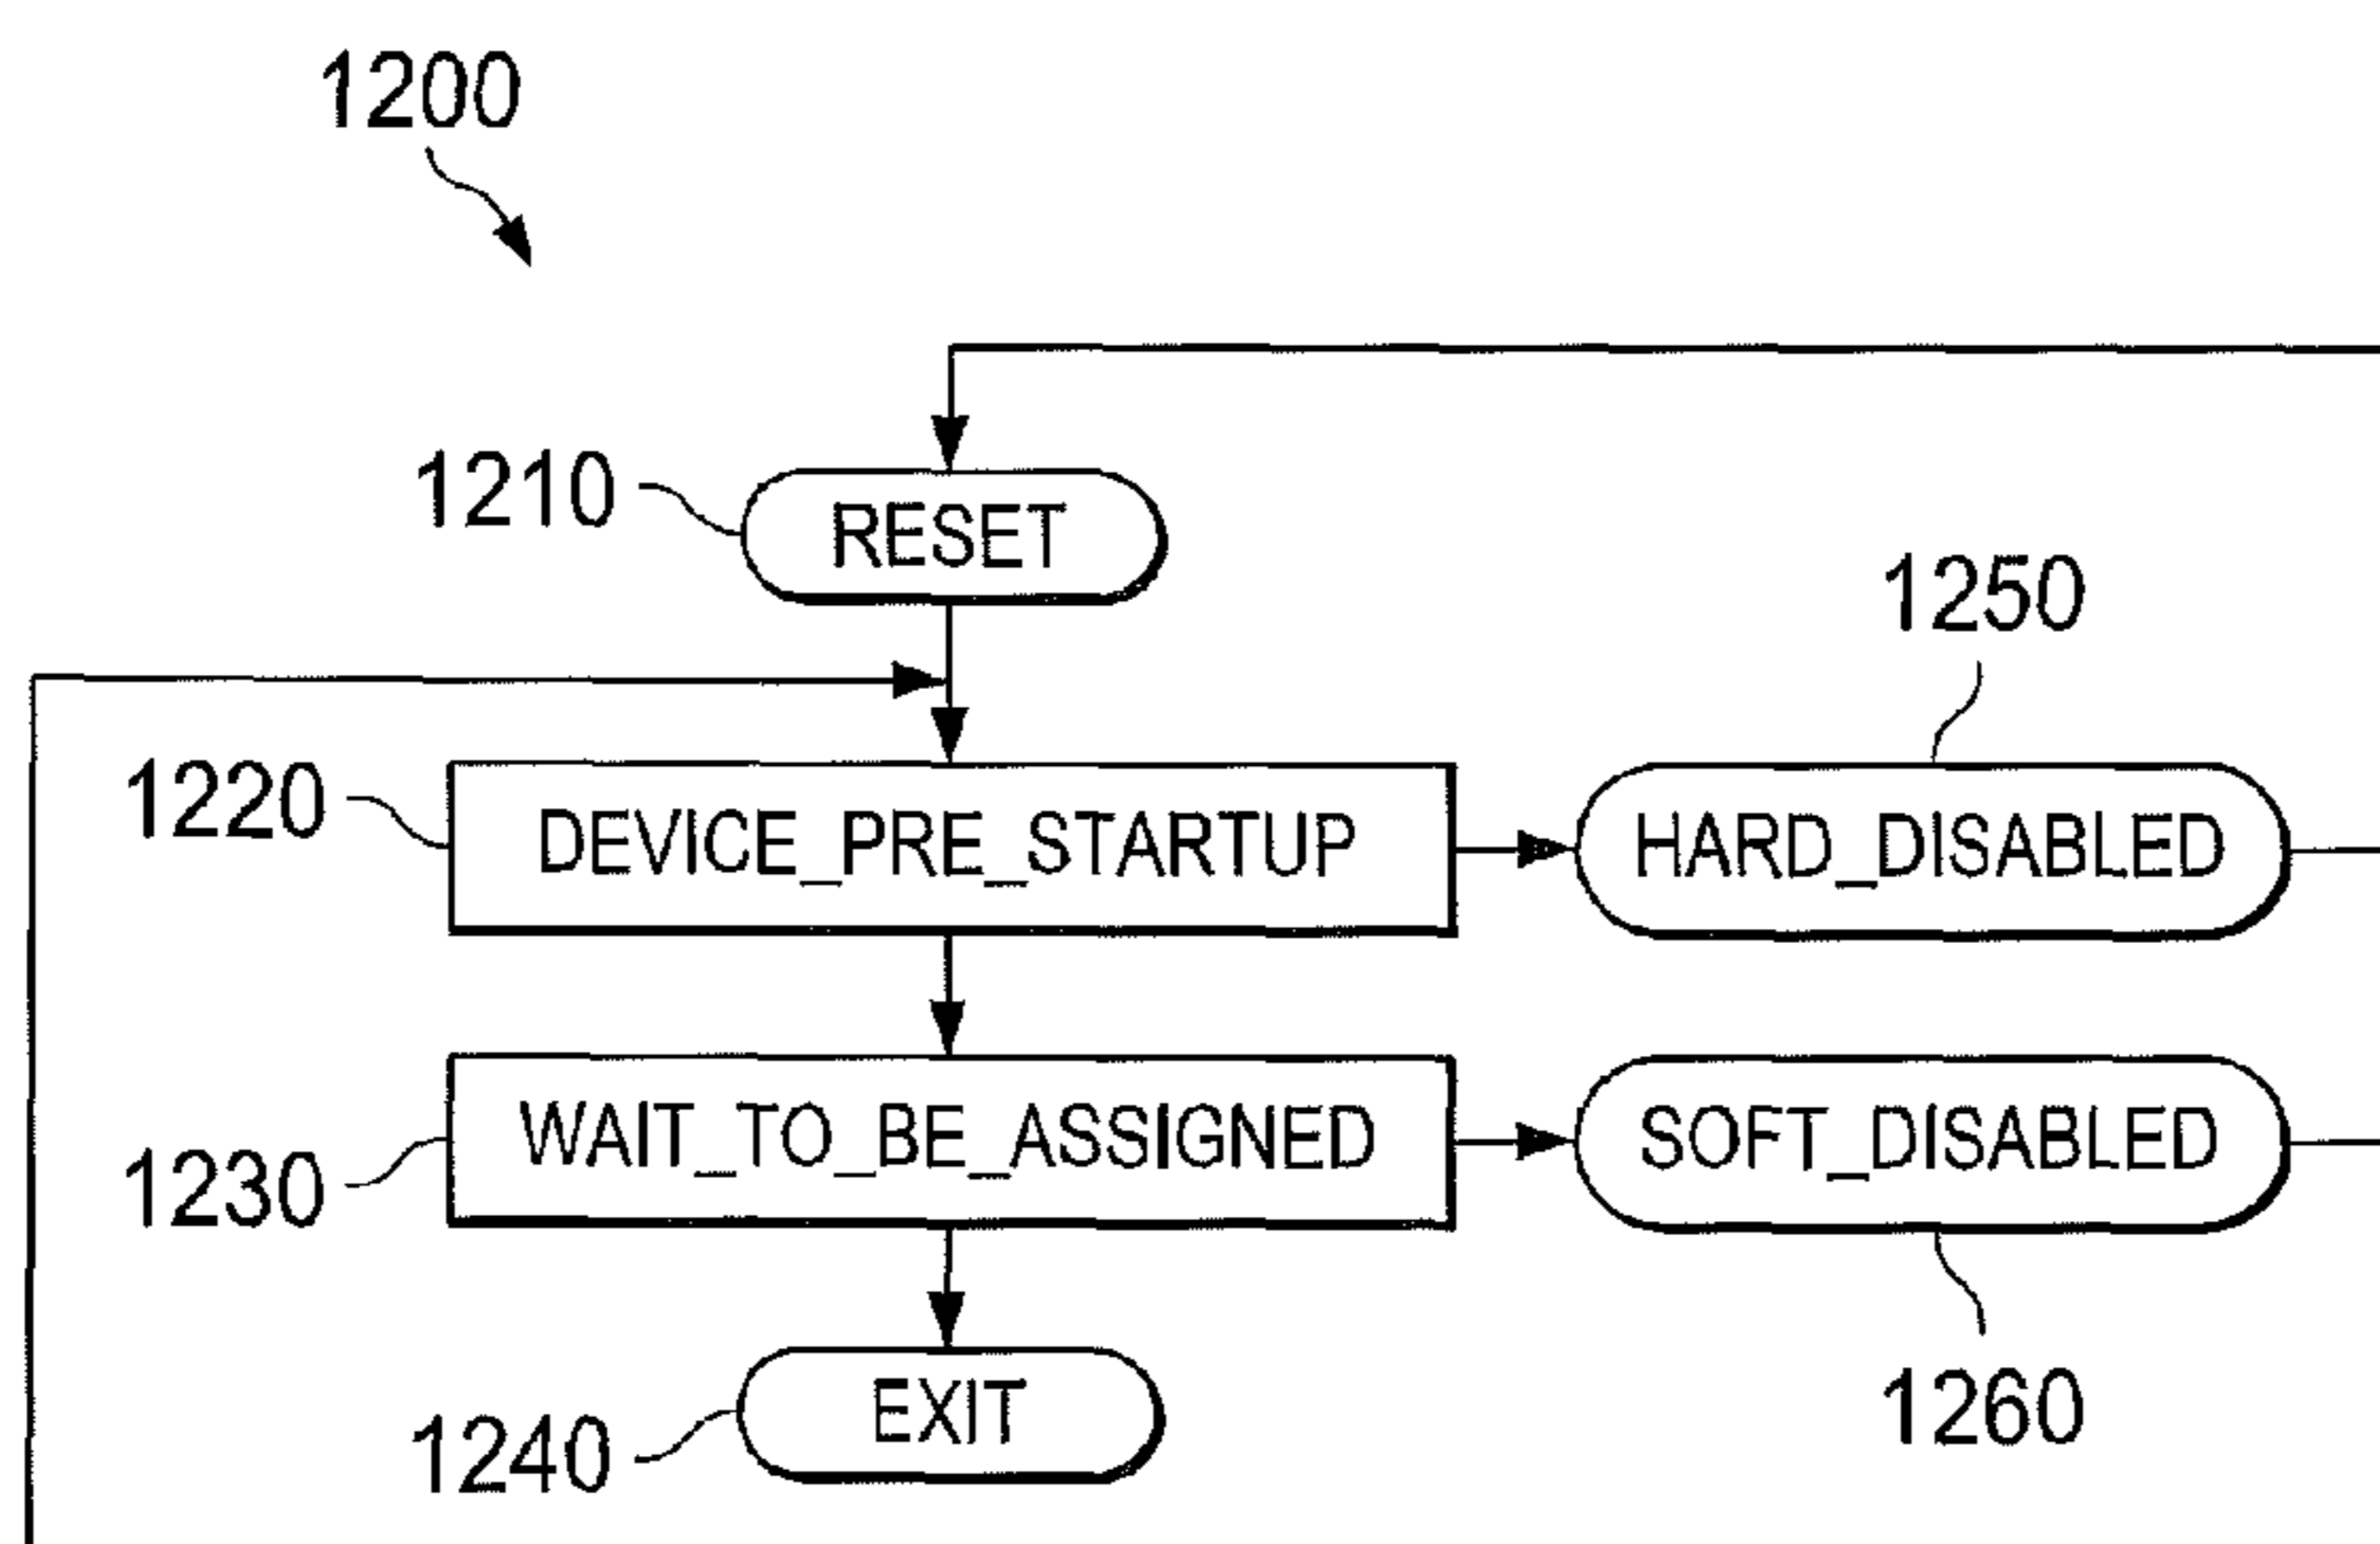 1200
1210
RESET
1250
1220
DEVICE_PRE_STARTUP
HARD_DISABLED
1230
WAIT_TO_BE_ASSIGNED
SOFT_DISABLED
1240
EXIT
1260